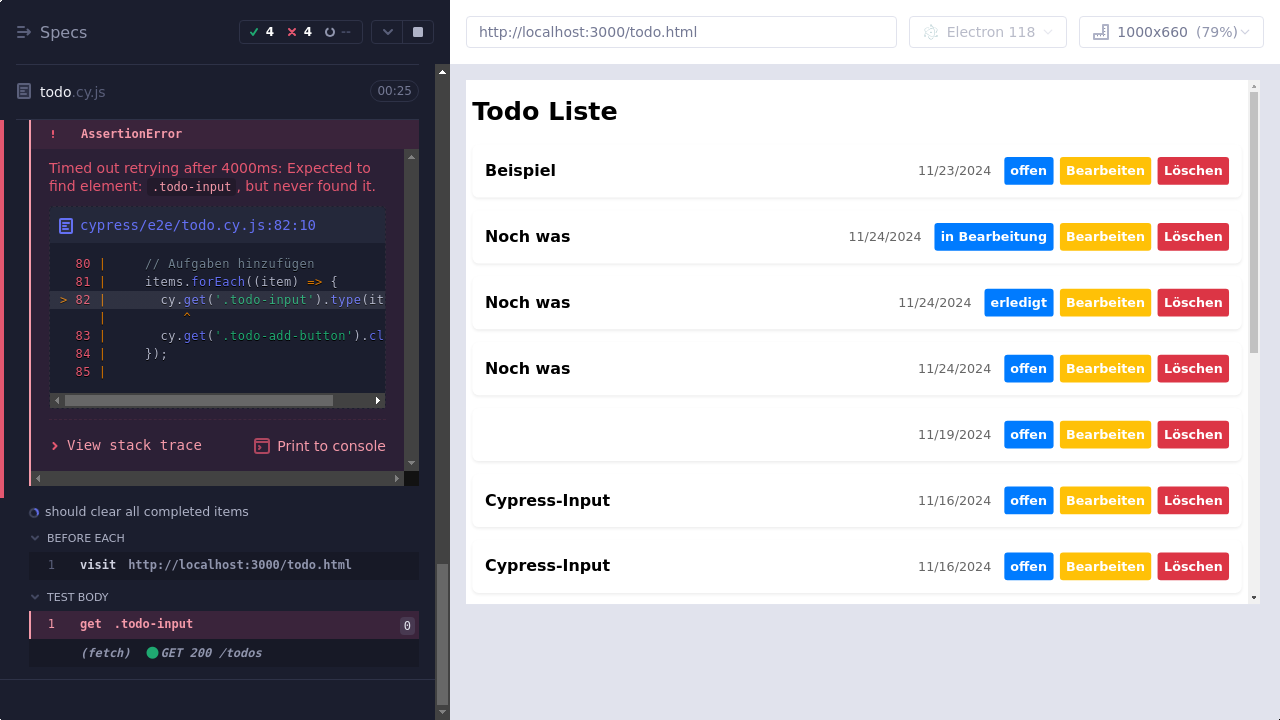 Specs
4
4
--
todo.cy.js
00:25
! AssertionError
Timed out retrying after 4000ms: Expected to
find element: .todo-input, but never found it.
cypress/e2e/todo.cy.js:82:10
80 | // Aufgaben hinzufügen
81 | items.forEach((item) => {
> 82 | cy.get('.todo-input').type(it
| ^
83 | cy.get('.todo-add-button').cl
84 | });
85 |
View stack trace
Print to console
should clear all completed items
BEFORE EACH
1 visit http://localhost:3000/todo.html
TEST BODY
1 get .todo-input 0
(fetch) GET 200 /todos
http://localhost:3000/todo.html
Electron 118
1000x660 (79%)
Todo Liste
Beispiel 11/23/2024 offen Bearbeiten Löschen
Noch was 11/24/2024 in Bearbeitung Bearbeiten Löschen
Noch was 11/24/2024 erledigt Bearbeiten Löschen
Noch was 11/24/2024 offen Bearbeiten Löschen
11/19/2024 offen Bearbeiten Löschen
Cypress-Input 11/16/2024 offen Bearbeiten Löschen
Cypress-Input 11/16/2024 offen Bearbeiten Löschen